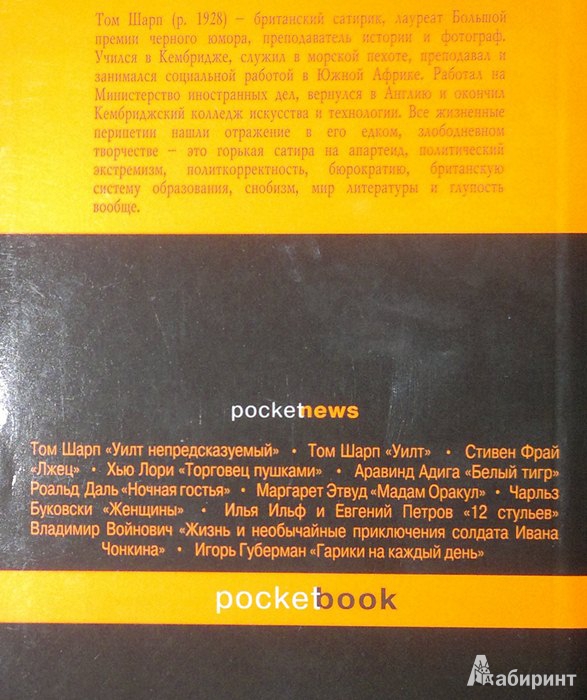 Том Шарп (р. 1928) – британский сатирик, лауреат Большой
премии черного юмора, преподаватель истории и фотограф.
Учился в Кембридже, служил в морской пехоте, преподавал и
занимался социальной работой в Южной Африке. Работал на
Министерство иностранных дел, вернулся в Англию и окончил
Кембриджский колледж искусства и технологии. Все жизненные
перипетии нашли отражение в его едком, злободневном
творчестве – это горькая сатира на апартеид, политический
экстремизм, политкорректность, бюрократию, британскую
систему образования, снобизм, мир литературы и глупость
вообще.
pocketnews
Том Шарп «Уилт непредсказуемый» • Том Шарп «Уилт» • Стивен Фрай
«Лжец» • Хью Лори «Торговец пушками» • Аравинд Адига «Белый тигр»
Роальд Даль «Ночная гостья» • Маргарет Этвуд «Мадам Оракул» • Чарльз
Буковски «Женщины» • Илья Ильф и Евгений Петров «12 стульев»
Владимир Войнович «Жизнь и необычайные приключения солдата Ивана
Чонкина» • Игорь Губерман «Гарики на каждый день»
pocketbook
Лабиринт